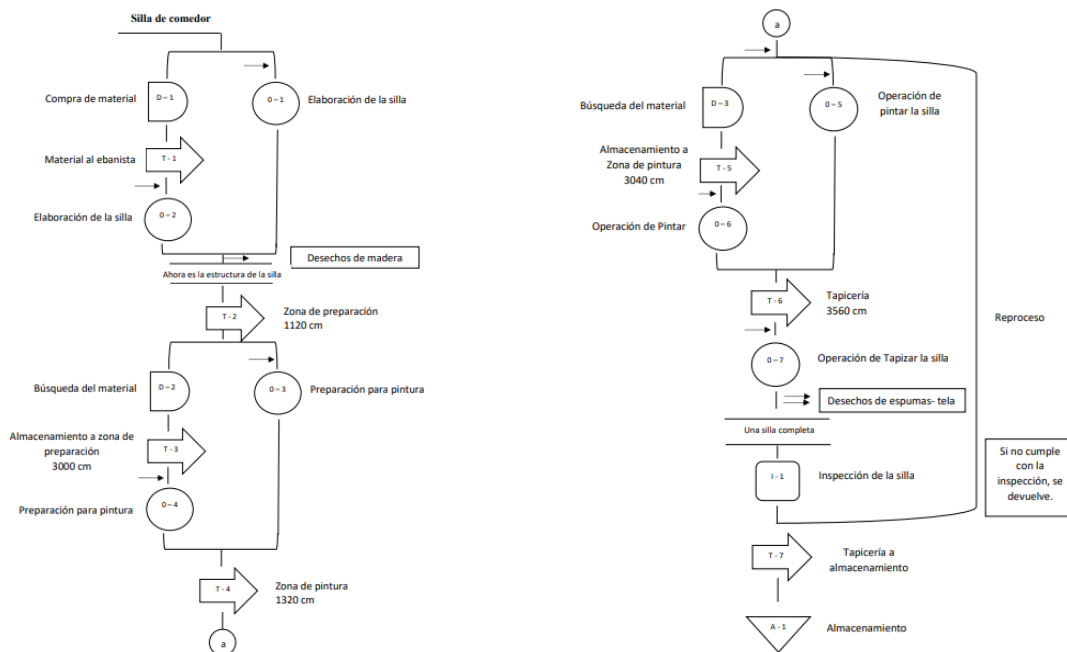 Silla de comedor
D – 1
0 – 1
Compra de material
Elaboración de la silla
T - 1
Material al ebanista
0 – 2
Elaboración de la silla
Desechos de madera
Ahora es la estructura de la silla
T - 2
Zona de preparación
1120 cm
D – 2
0 – 3
Búsqueda del material
Preparación para pintura
Almacenamiento a zona de
preparación
3000 cm
T - 3
0 – 4
Preparación para pintura
T - 4
Zona de pintura
1320 cm
a
a
D – 3
0 – 5
Búsqueda del material
Operación de
pintar la silla
Almacenamiento a
Zona de pintura
3040 cm
T - 5
0 – 6
Operación de Pintar
T - 6
Tapicería
3560 cm
Reproceso
0 – 7
Operación de Tapizar la silla
Desechos de espumas- tela
Una silla completa
I - 1
Inspección de la silla
Si no cumple
con la
inspección, se
devuelve.
T - 7
Tapicería a
almacenamiento
A - 1
Almacenamiento